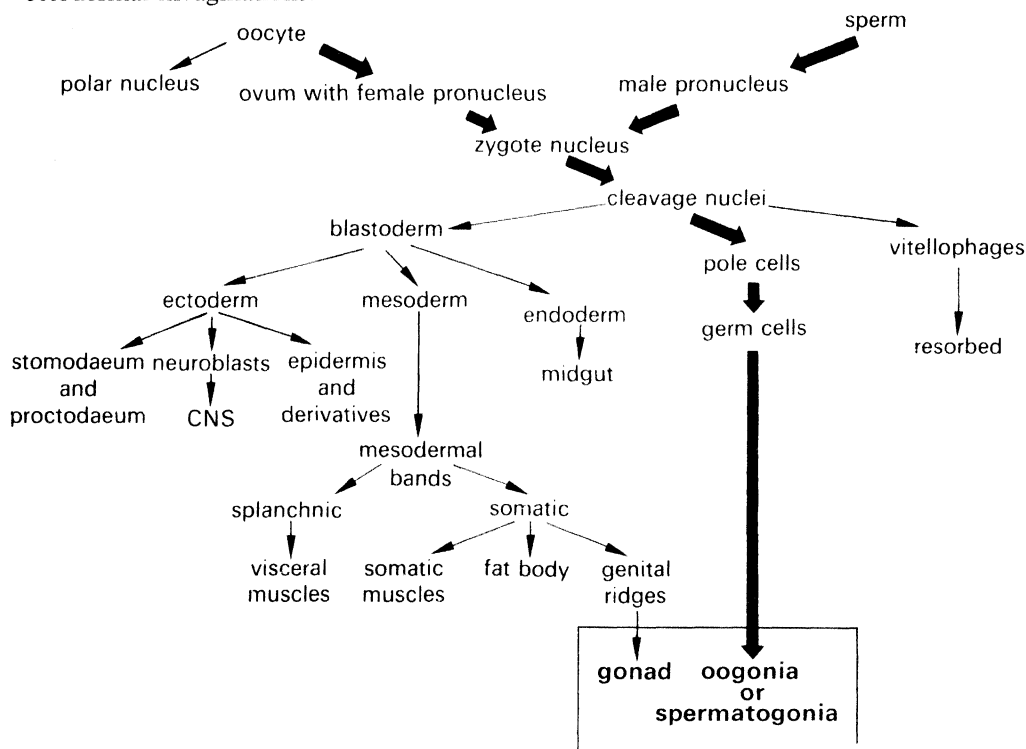 sperm
oocyte
polar nucleus
ovum with female pronucleus
male pronucleus
zygote nucleus
cleavage nuclei
blastoderm
pole cells
vitellophages
ectoderm
mesoderm
endoderm
germ cells
resorbed
stomodaeum
and
proctodaeum
neuroblasts
CNS
epidermis
and
derivatives
midgut
mesodermal
bands
splanchnic
somatic
visceral
muscles
somatic
muscles
fat body
genital
ridges
gonad
oogonia
or
spermatogonia